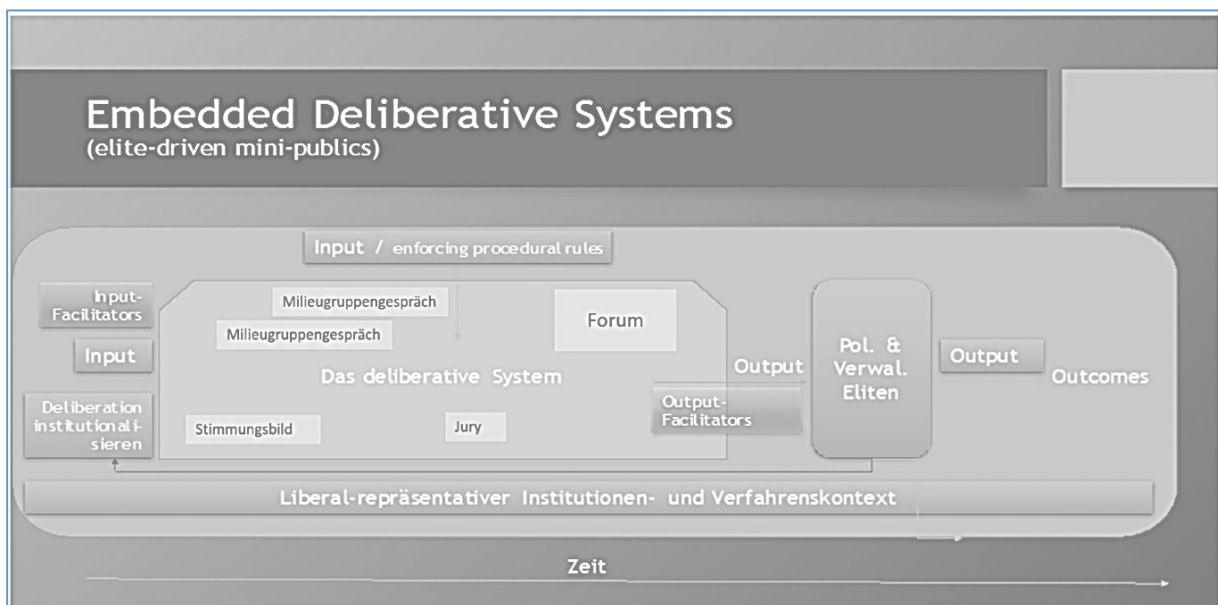 Embedded Deliberative Systems
(elite-driven mini-publics)
Input / enforcing procedural rules
Input-
Facilitators
Input
Deliberation
institutionali-
sieren
Milieugruppengespräch
Milieugruppengespräch
Forum
Das deliberative System
Stimmungsbild
Jury
Output
Output-
Facilitators
Pol. &
Verwal.
Eliten
Output
Outcomes
Liberal-repräsentativer Institutionen- und Verfahrenskontext
Zeit